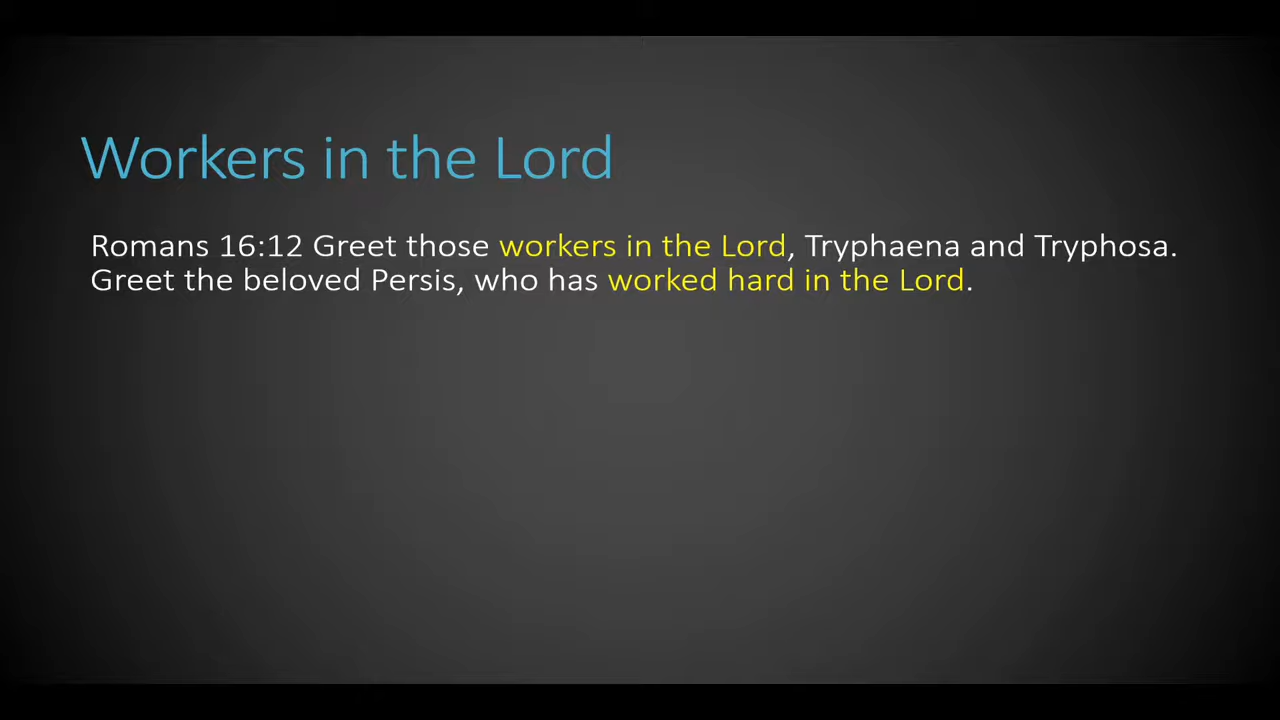 Workers in the Lord
Romans 16:12 Greet those workers in the Lord, Tryphaena and Tryphosa.
Greet the beloved Persis, who has worked hard in the Lord.